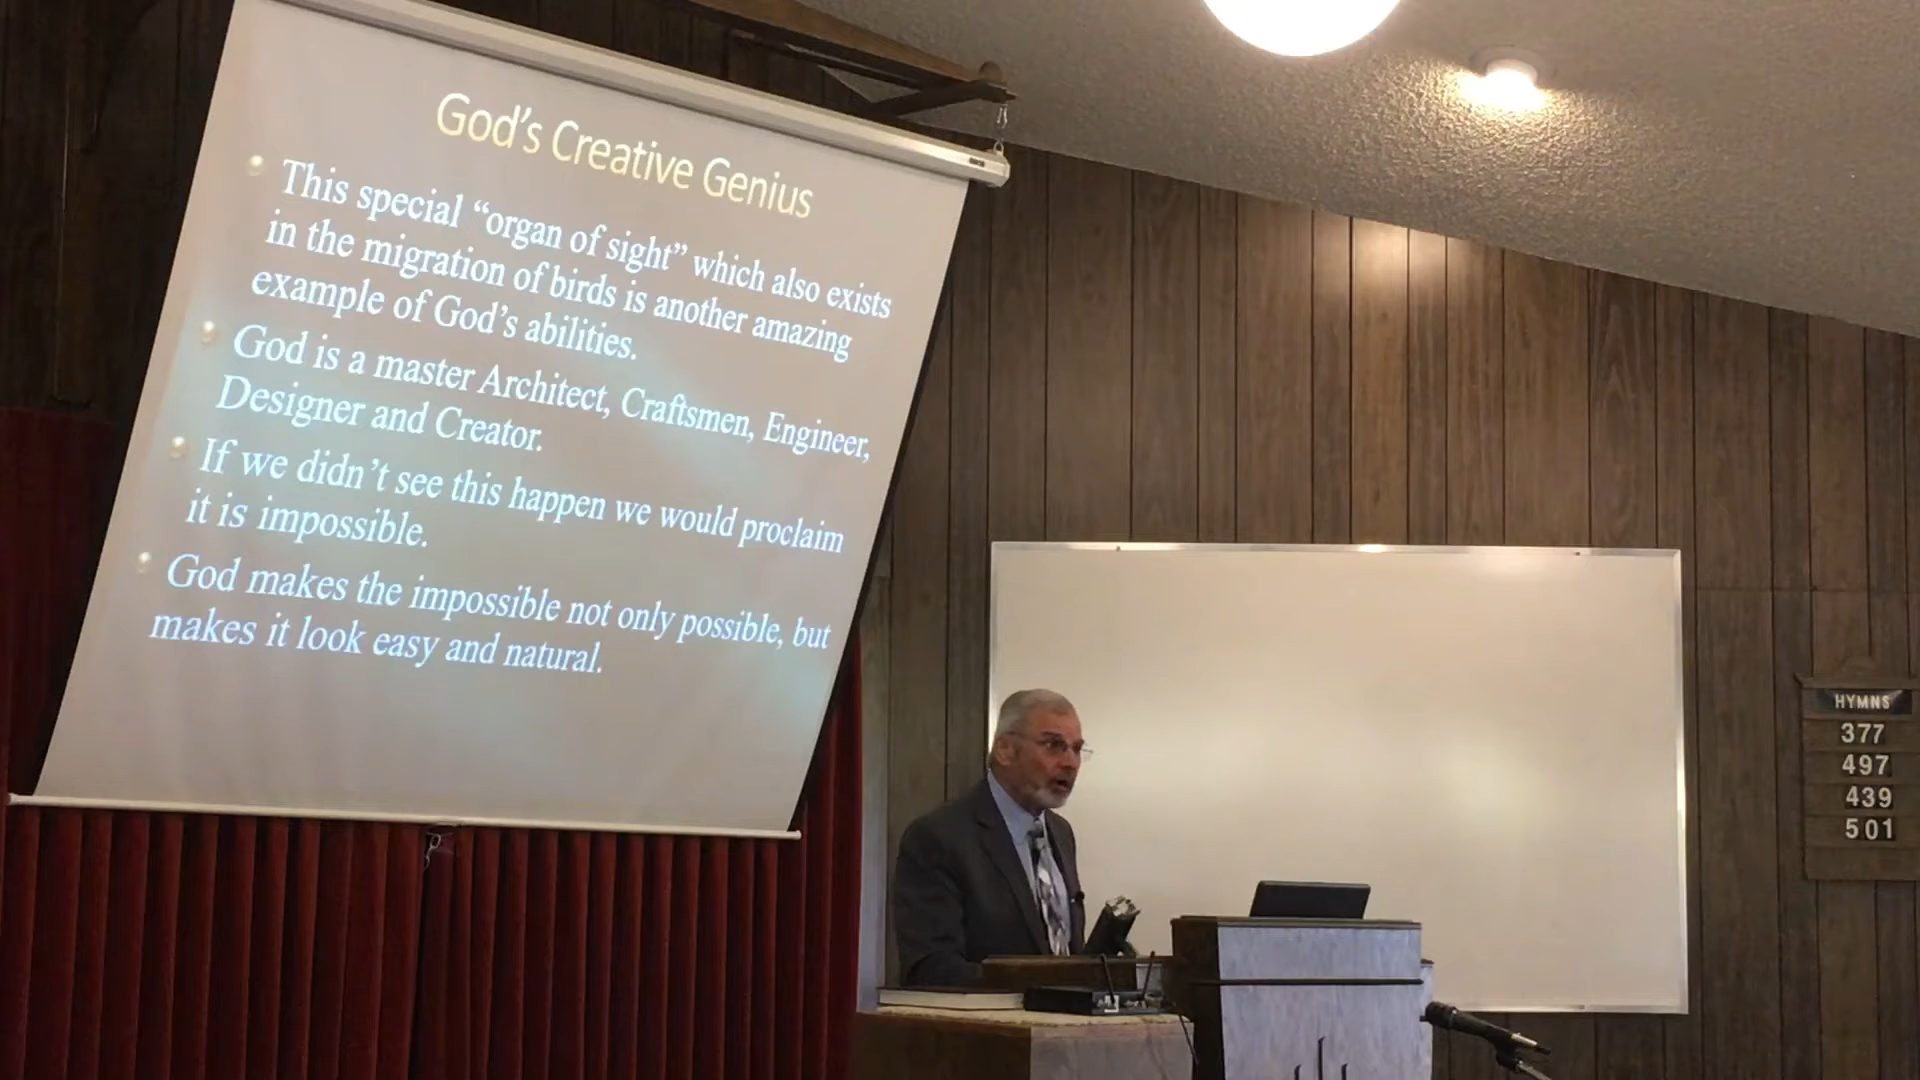 God's Creative Genius
This special “organ of sight” which also exists
in the migration of birds is another amazing
example of God's abilities.
God is a master Architect, Craftsmen, Engineer,
Designer and Creator.
If we didn't see this happen we would proclaim
it is impossible.
God makes the impossible not only possible, but
makes it look easy and natural.
HYMNS
377
497
439
501